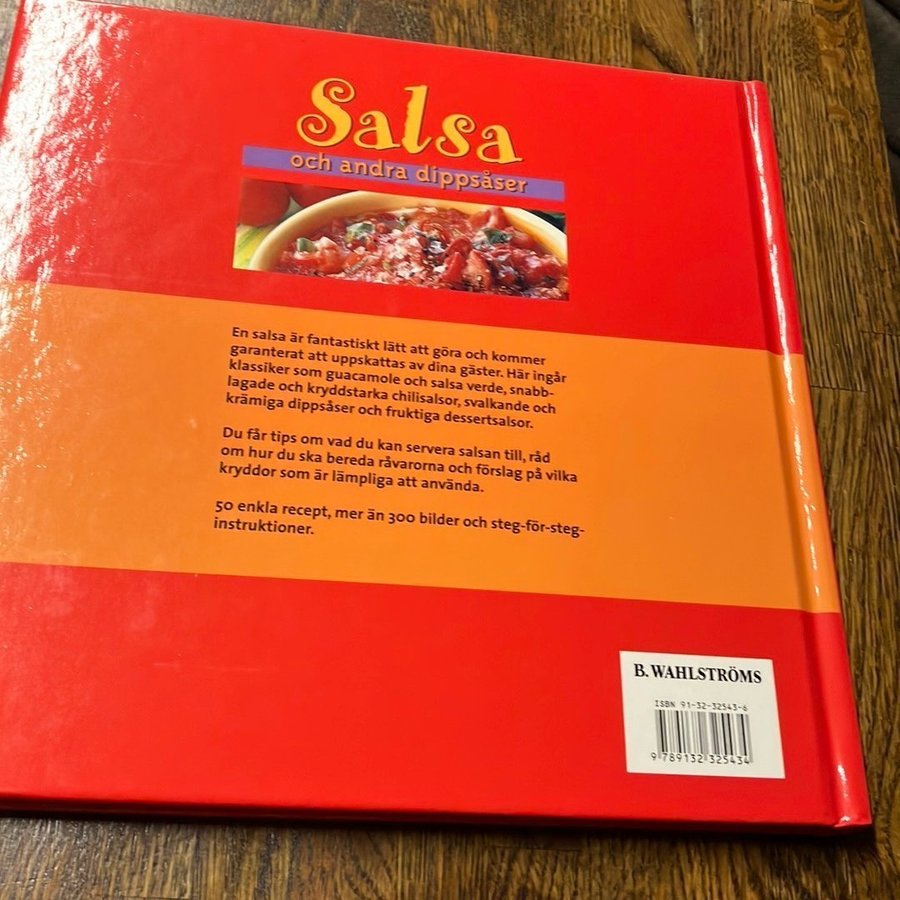 Salsa
och andra dippsåser
En salsa är fantastiskt lätt att göra och kommer
garanterat att uppskattas av dina gäster. Här ingår
klassiker som guacamole och salsa verde, snabb-
lagade och kryddstarka chilisalsor, svalkande och
krämiga dippsåser och fruktiga dessertsalsor.
Du får tips om vad du kan servera salsan till, råd
om hur du ska bereda råvarorna och förslag på vilka
kryddor som är lämpliga att använda.
50 enkla recept, mer än 300 bilder och steg-för-steg-
instruktioner.
B. WAHLSTRÖMS
ISBN 91-32-32543-6
9 789132 325434